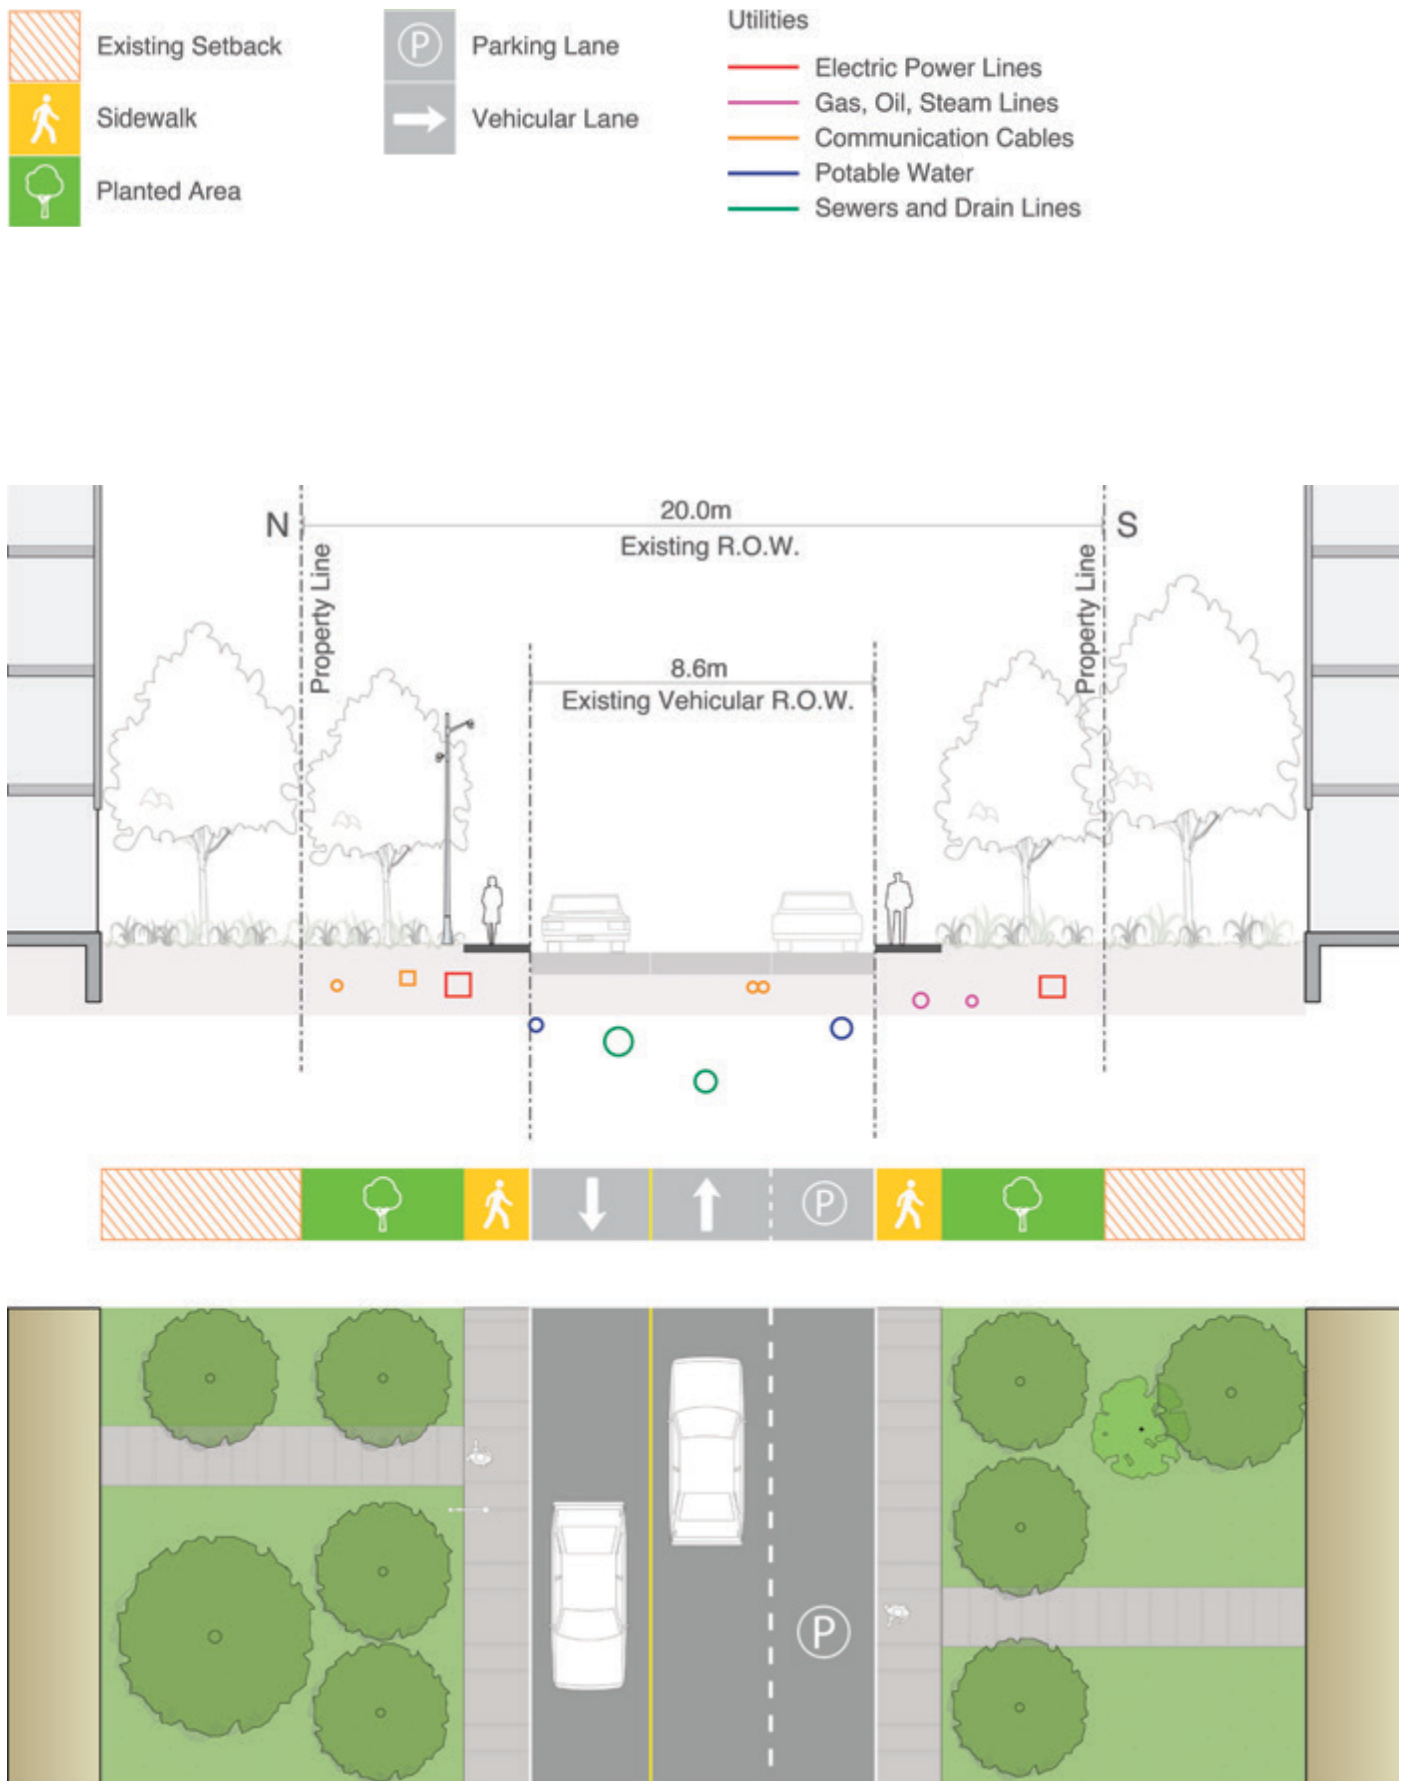 Existing Setback
Sidewalk
Planted Area
P
Parking Lane
Vehicular Lane
Utilities
Electric Power Lines
Gas, Oil, Steam Lines
Communication Cables
Potable Water
Sewers and Drain Lines
N
20.0m
S
Existing R.O.W.
Property Line
Property Line
8.6m
Existing Vehicular R.O.W.
P
P